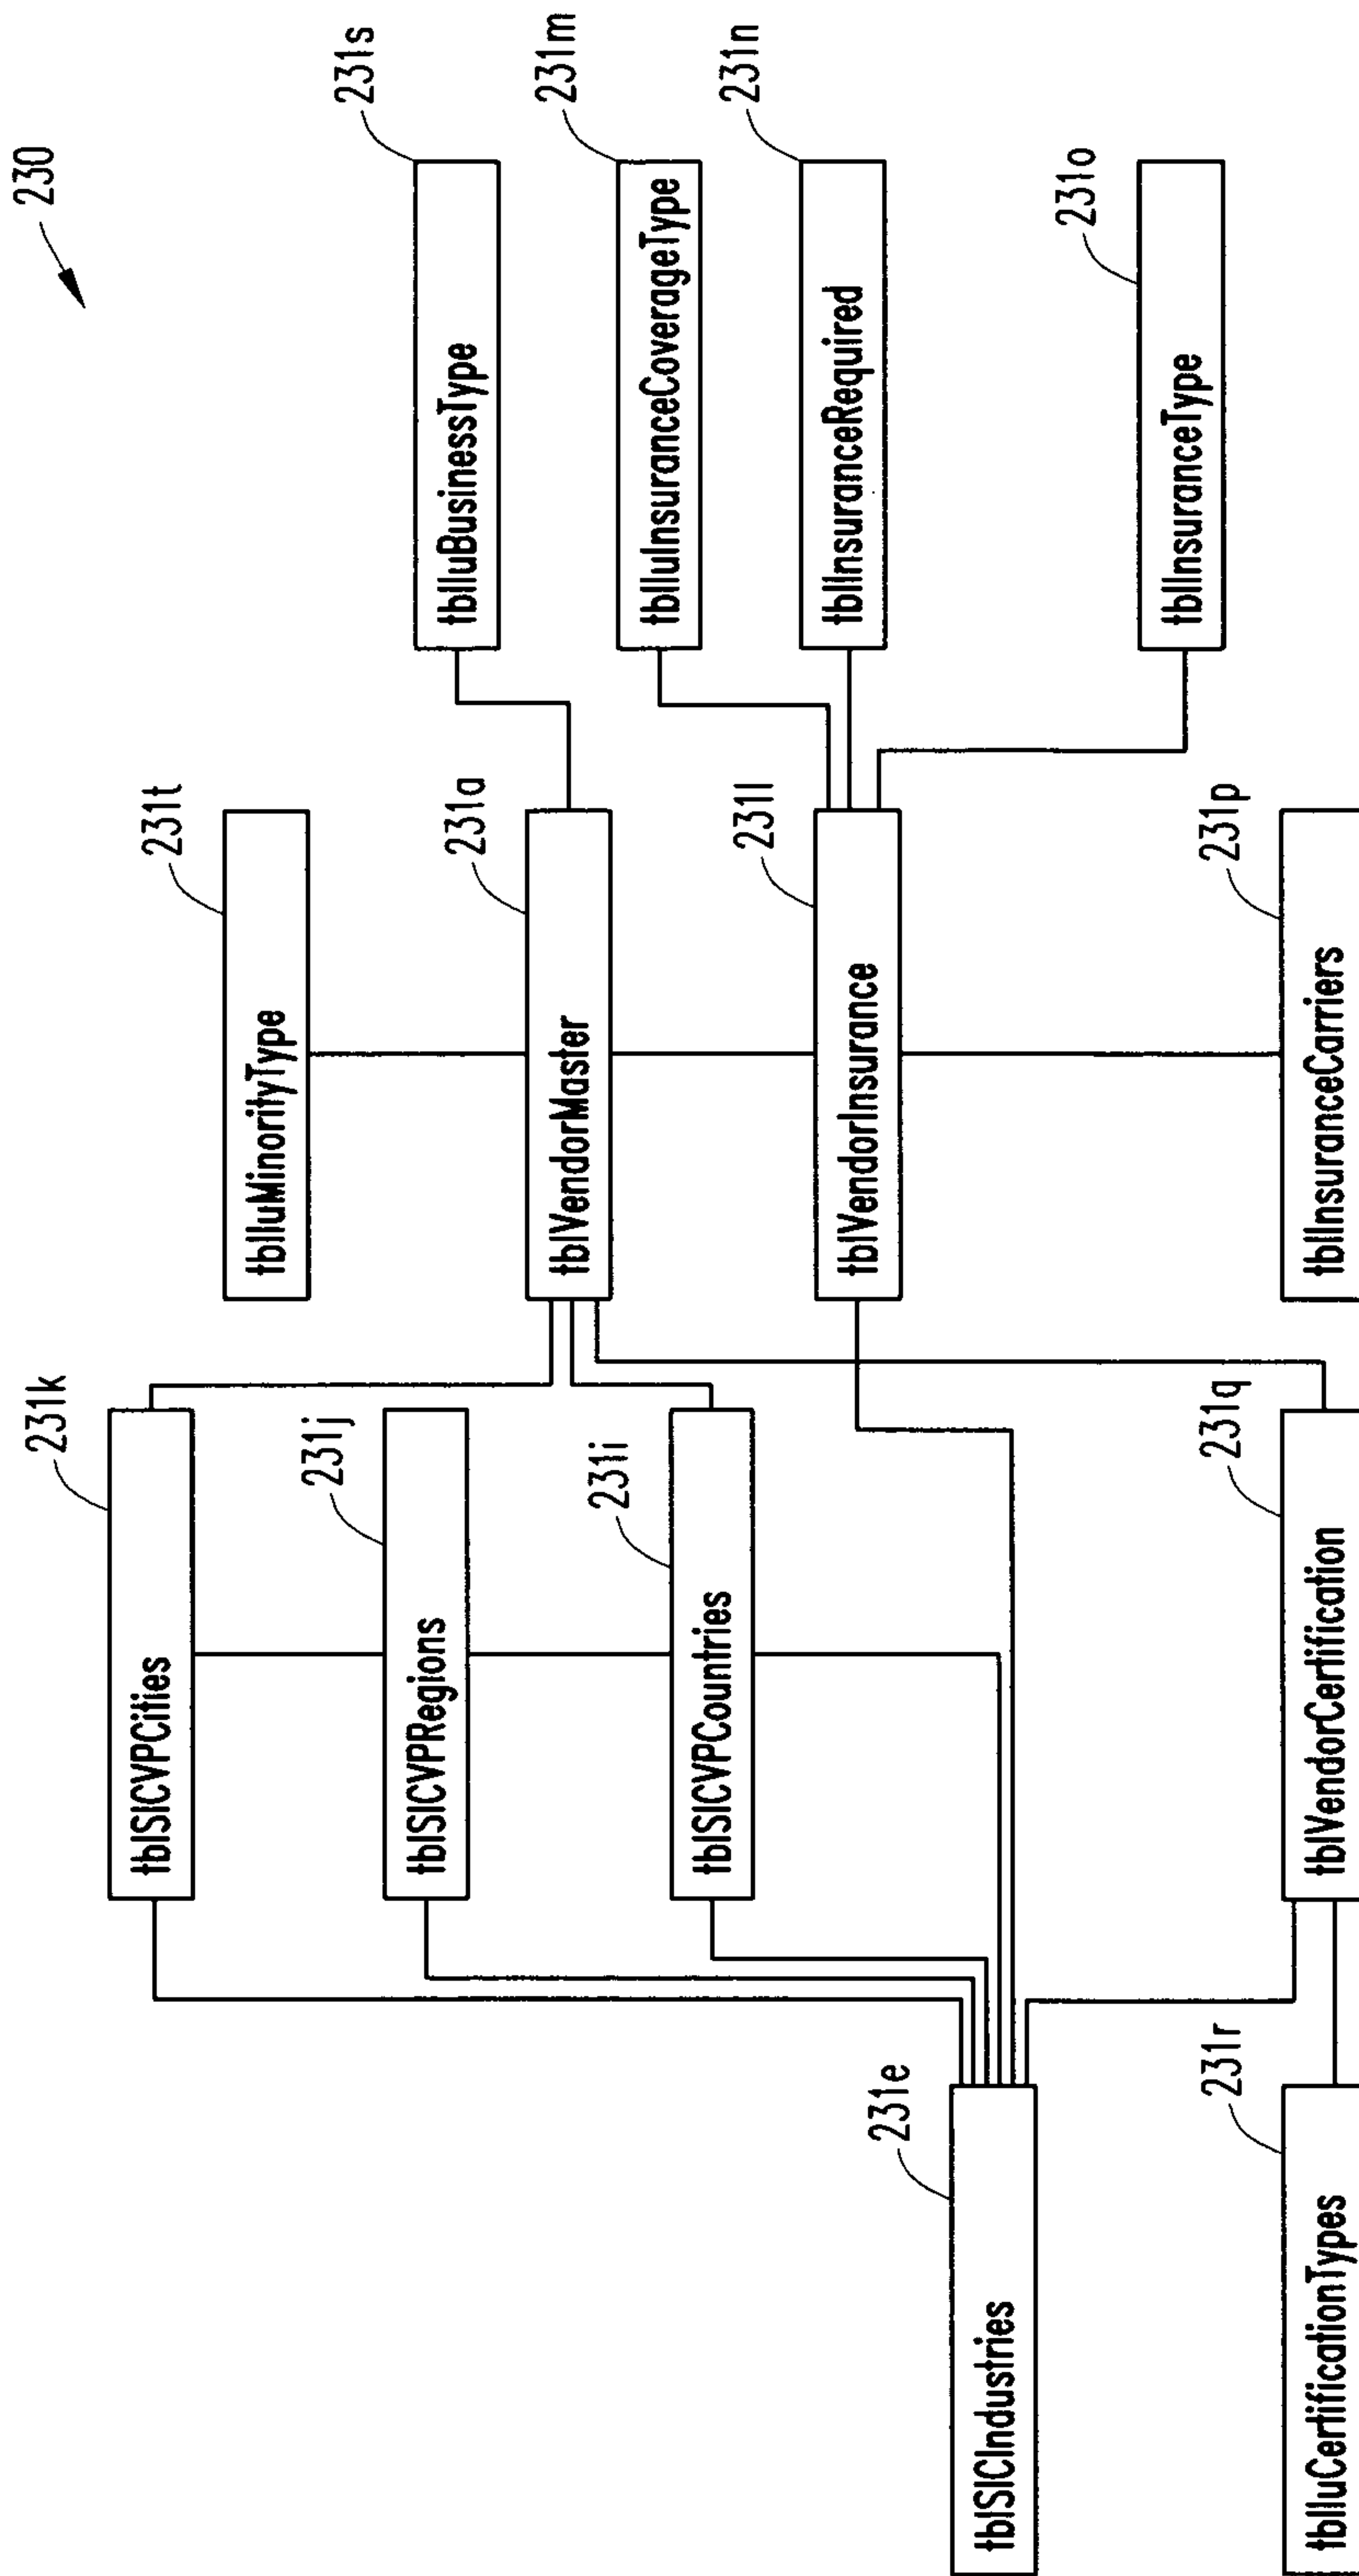 230
231k
tblSICVPCities
231t
tblluMinorityType
231s
tblluBusinessType
231j
tblSICVPRegions
231a
tblVendorMaster
231m
tblluInsuranceCoverageType
231i
tblSICVPCountries
231l
tblVendorInsurance
231n
tblInsuranceRequired
231e
tblSICIndustries
231o
tblInsuranceType
231r
tblluCertificationTypes
231q
tblVendorCertification
231p
tblInsuranceCarriers